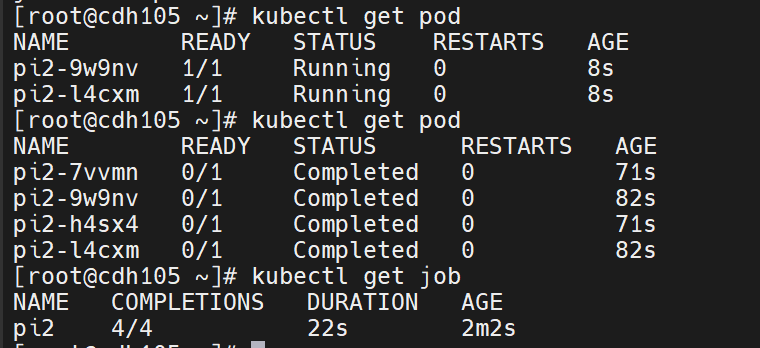 [root@cdh105 ~]# kubectl get pod
NAME READY STATUS RESTARTS AGE
pi2-9w9nv 1/1 Running 0 8s
pi2-l4cxm 1/1 Running 0 8s
[root@cdh105 ~]# kubectl get pod
NAME READY STATUS RESTARTS AGE
pi2-7vvmn 0/1 Completed 0 71s
pi2-9w9nv 0/1 Completed 0 82s
pi2-h4sx4 0/1 Completed 0 71s
pi2-l4cxm 0/1 Completed 0 82s
[root@cdh105 ~]# kubectl get job
NAME COMPLETIONS DURATION AGE
pi2 4/4 22s 2m2s
[root@cdh105 ~]#